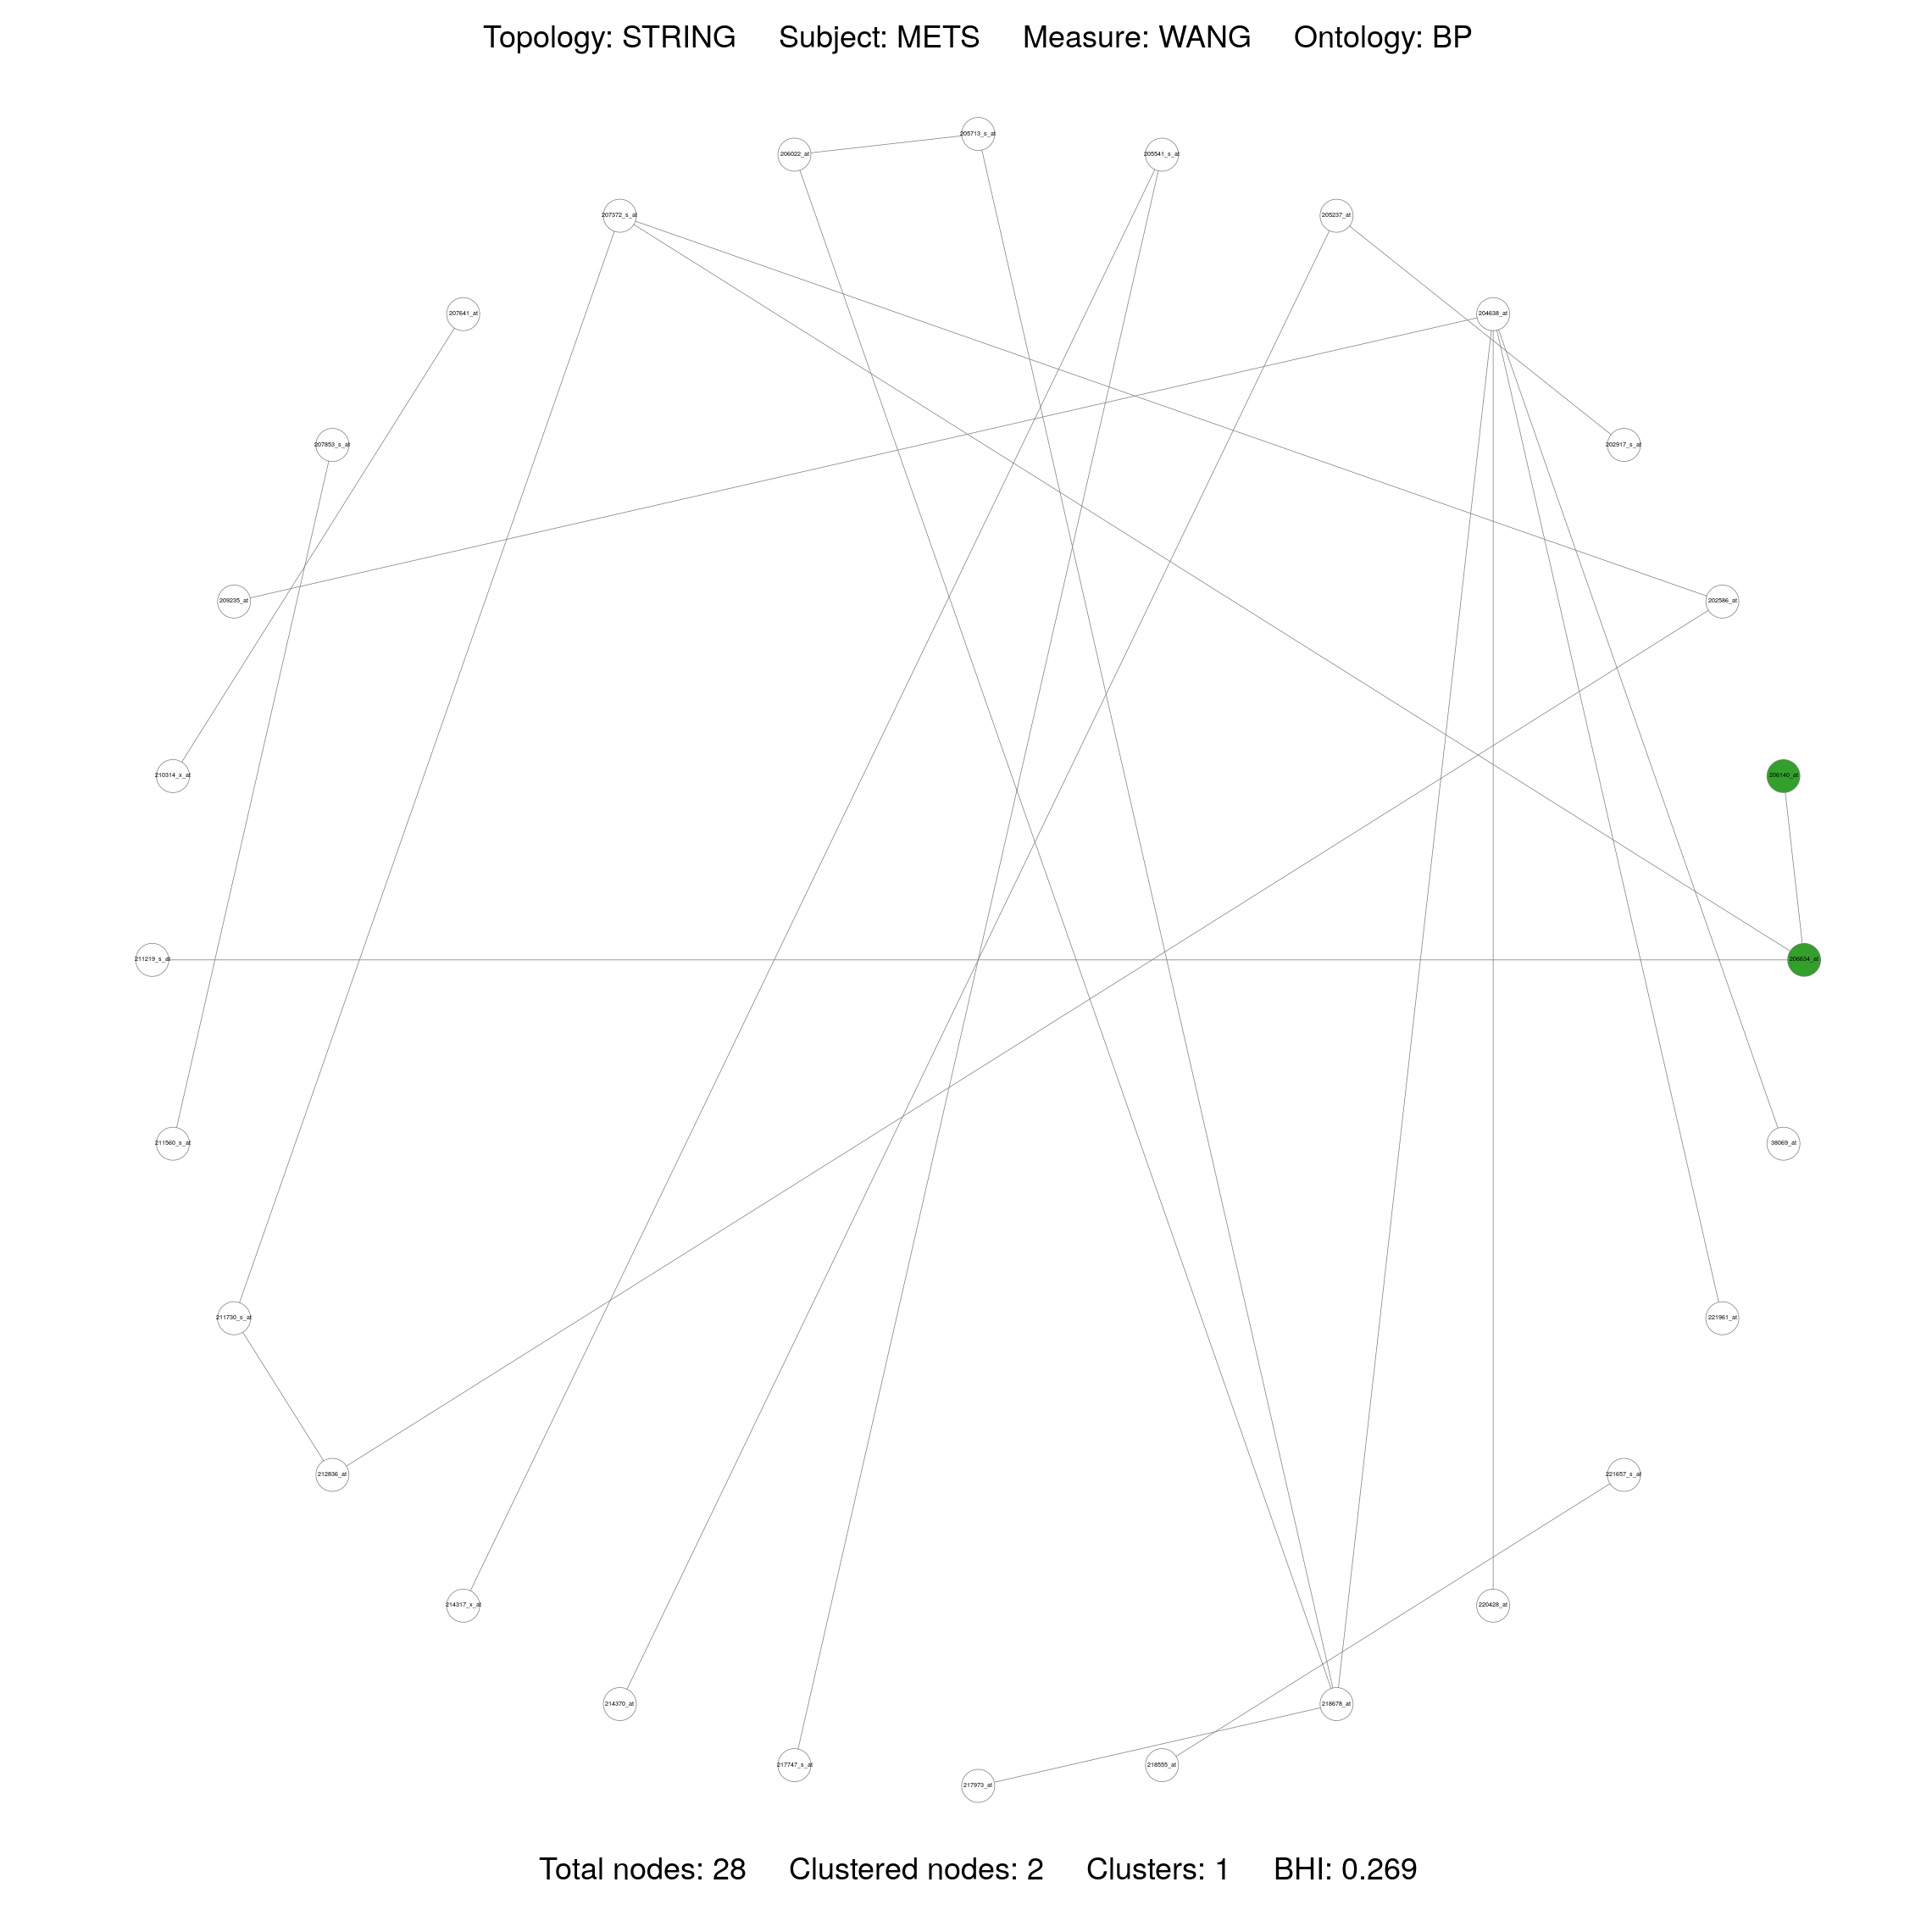 Topology: STRING Subject: METS Measure: WANG Ontology: BP
205713_s_at
206022_at
205541_s_at
207372_s_at
205237_at
207641_at
204638_at
207853_s_at
202917_s_at
209235_at
202586_at
210314_x_at
206140_at
211219_s_at
206634_at
211560_s_at
38069_at
211730_s_at
221961_at
212836_at
221657_s_at
214317_x_at
220428_at
214370_at
218678_at
217747_s_at
218555_at
217973_at
Total nodes: 28 Clustered nodes: 2 Clusters: 1 BHI: 0.269